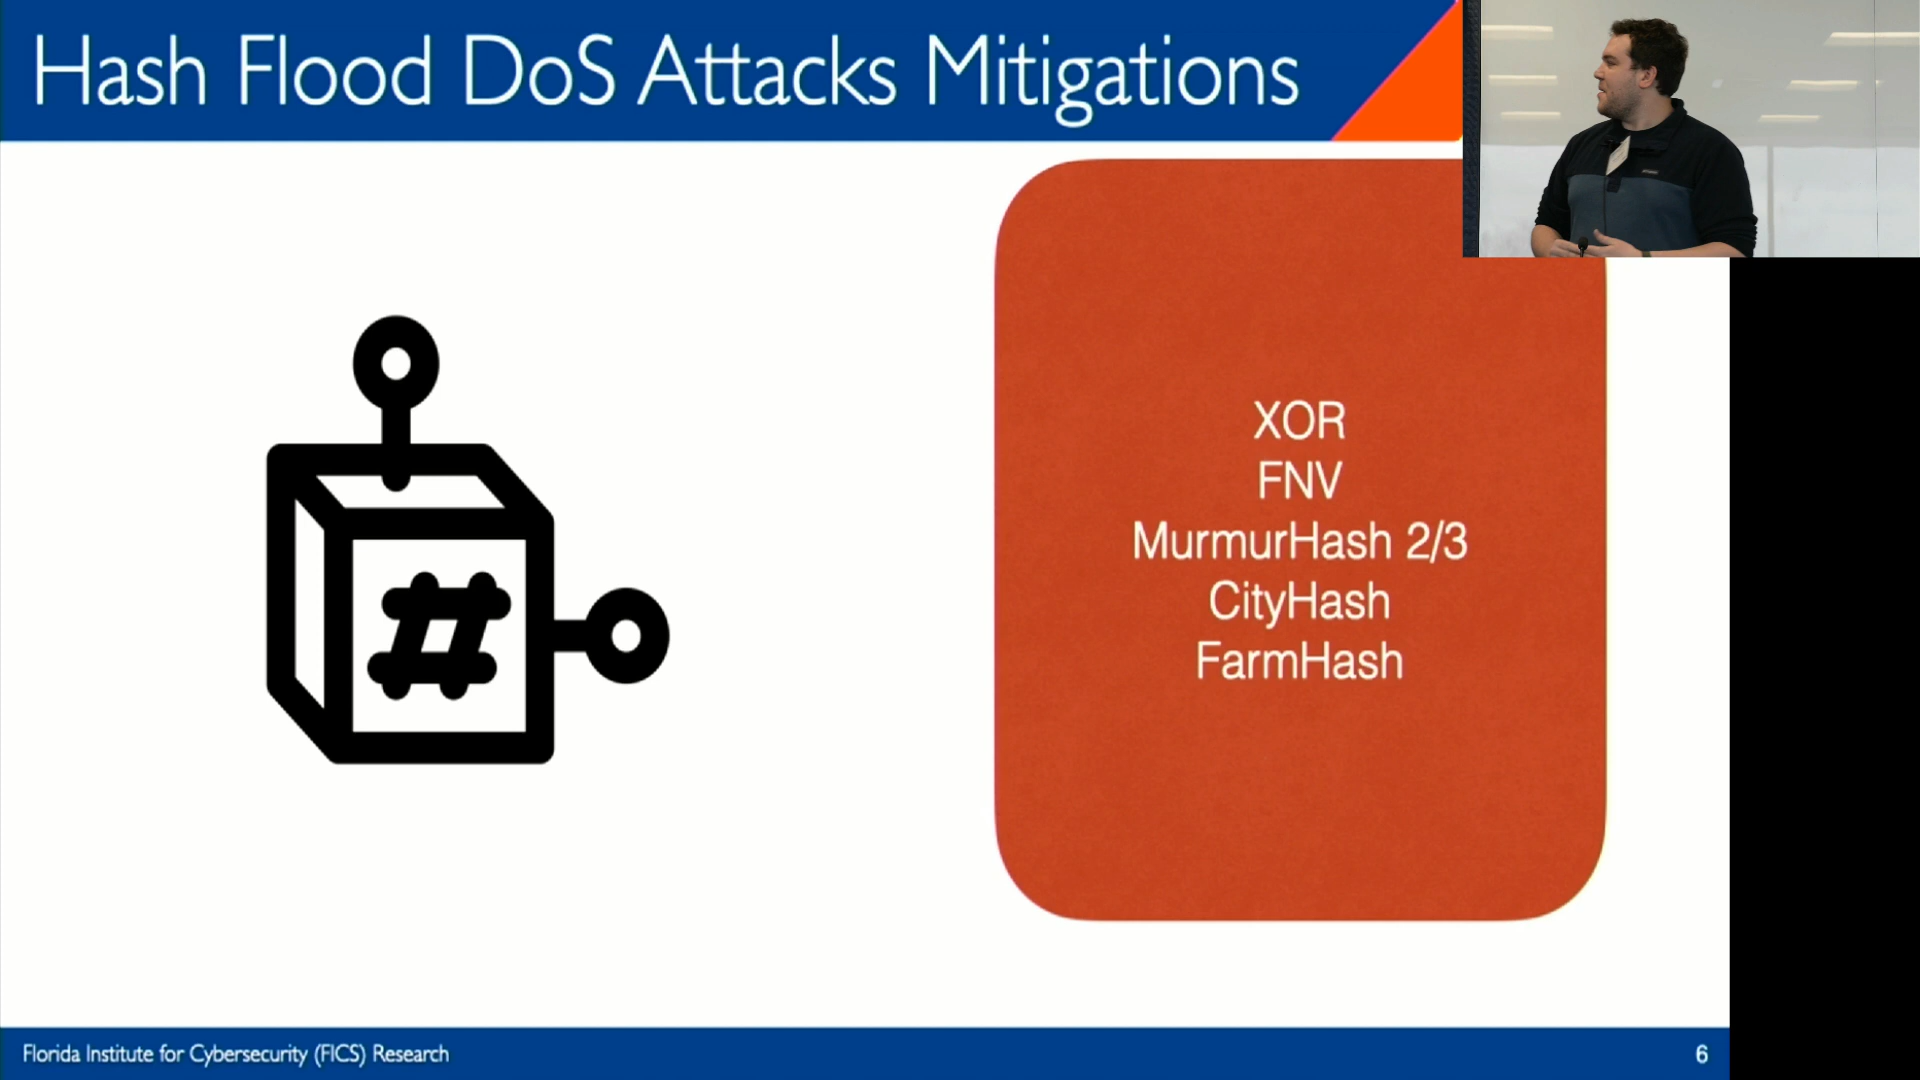 Hash Flood DoS Attacks Mitigations
#
XOR
FNV
MurmurHash 2/3
CityHash
FarmHash
Florida Institute for Cybersecurity (FICS) Research
6